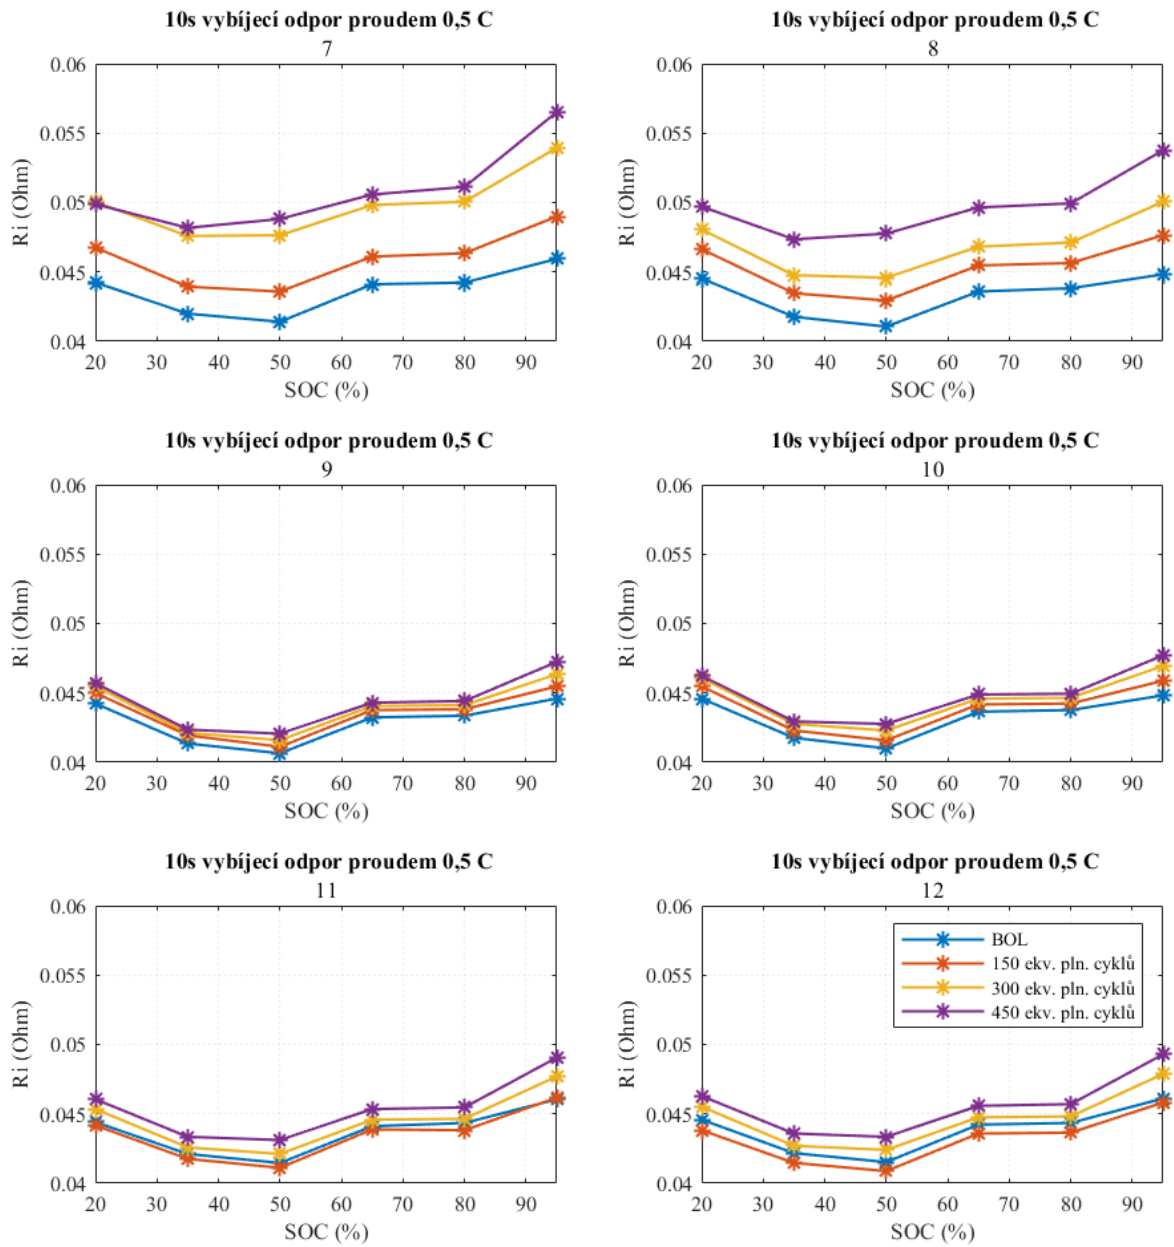 10s vybíjecí odpor proudem 0,5 C
7
Ri (Ohm)
0.06
0.055
0.05
0.045
0.04
20 30 40 50 60 70 80 90
SOC (%)
10s vybíjecí odpor proudem 0,5 C
8
Ri (Ohm)
0.06
0.055
0.05
0.045
0.04
20 30 40 50 60 70 80 90
SOC (%)
10s vybíjecí odpor proudem 0,5 C
9
Ri (Ohm)
0.06
0.055
0.05
0.045
0.04
20 30 40 50 60 70 80 90
SOC (%)
10s vybíjecí odpor proudem 0,5 C
10
Ri (Ohm)
0.06
0.055
0.05
0.045
0.04
20 30 40 50 60 70 80 90
SOC (%)
10s vybíjecí odpor proudem 0,5 C
11
Ri (Ohm)
0.06
0.055
0.05
0.045
0.04
20 30 40 50 60 70 80 90
SOC (%)
10s vybíjecí odpor proudem 0,5 C
12
Ri (Ohm)
0.06
0.055
0.05
0.045
0.04
20 30 40 50 60 70 80 90
SOC (%)
BOL
150 ekv. pln. cyklů
300 ekv. pln. cyklů
450 ekv. pln. cyklů